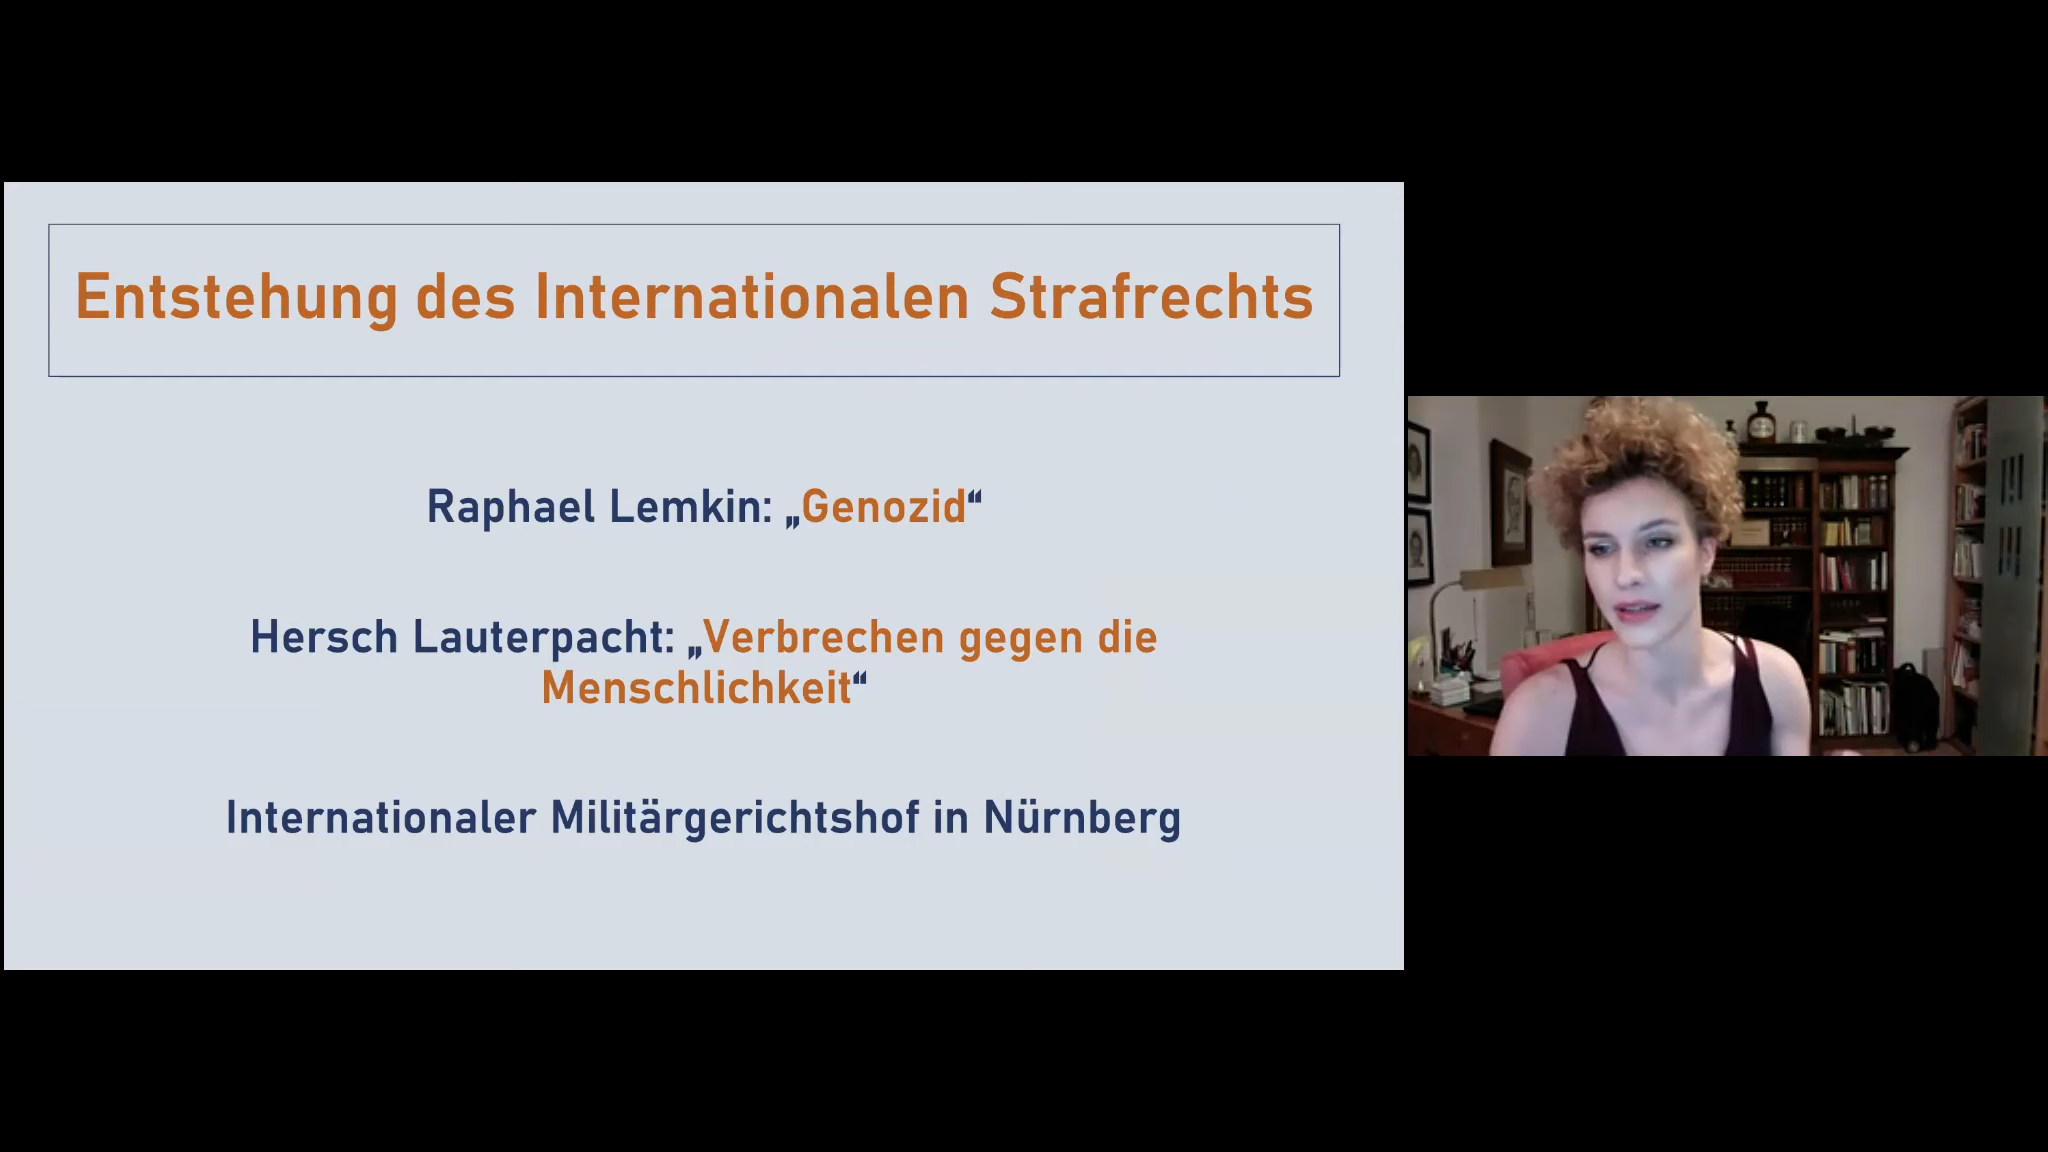 Entstehung des Internationalen Strafrechts
Raphael Lemkin: „Genozid“
Hersch Lauterpacht: „Verbrechen gegen die
Menschlichkeit“
Internationaler Militärgerichtshof in Nürnberg